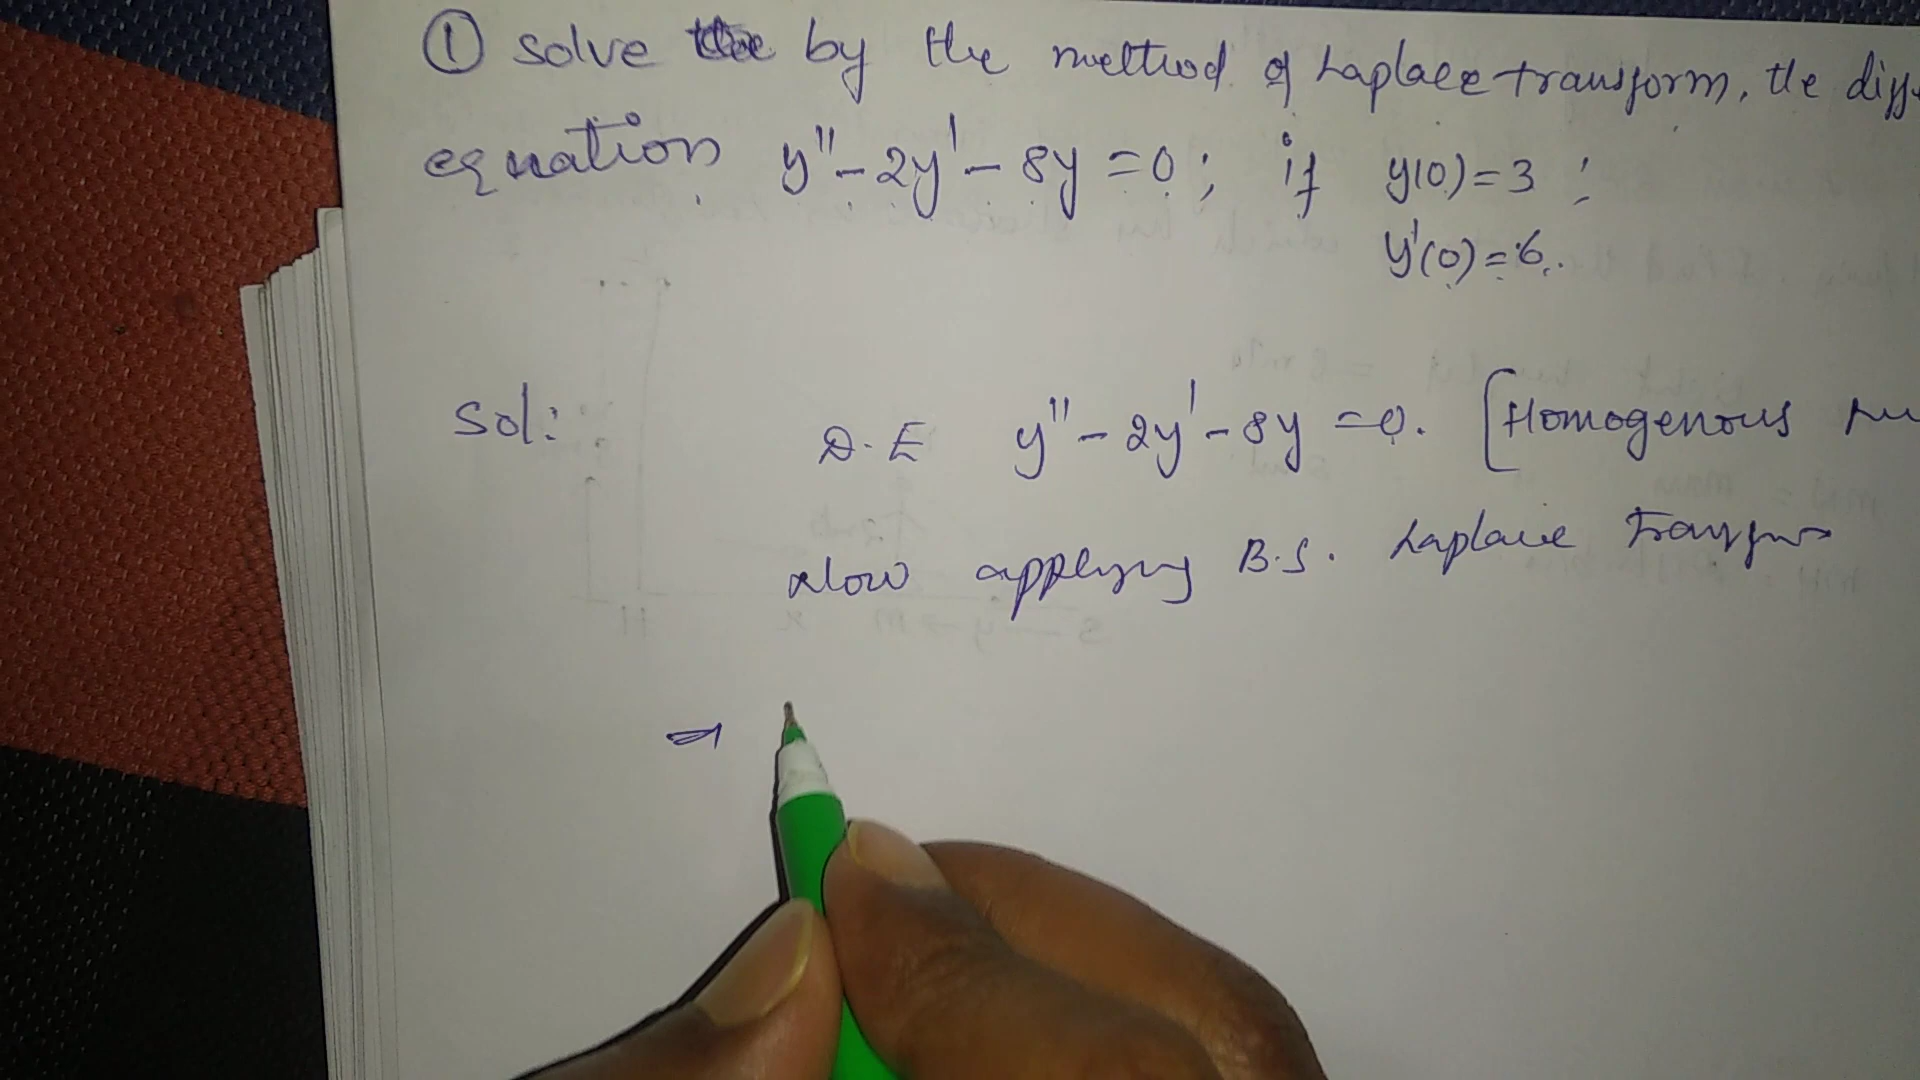 ① solve by the method of Laplace transform, the diff
equation y'' - 2y' - 8y = 0; if y(0) = 3 ;
y'(0) = 6.
Sol: D.E y'' - 2y' - 8y = 0. [Homogenous
Now applying B.S. Laplace Transform
⇒